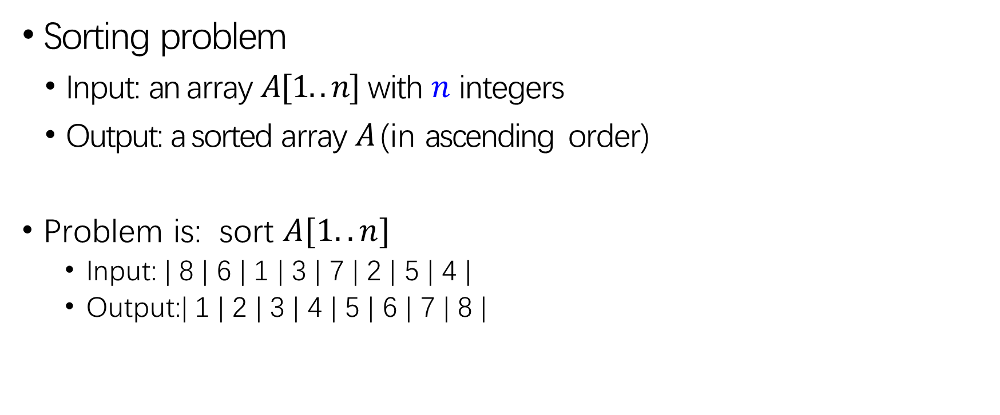 • Sorting problem
• Input: an array A[1..n] with n integers
• Output: a sorted array A (in ascending order)
• Problem is: sort A[1..n]
• Input: | 8 | 6 | 1 | 3 | 7 | 2 | 5 | 4 |
• Output:| 1 | 2 | 3 | 4 | 5 | 6 | 7 | 8 |